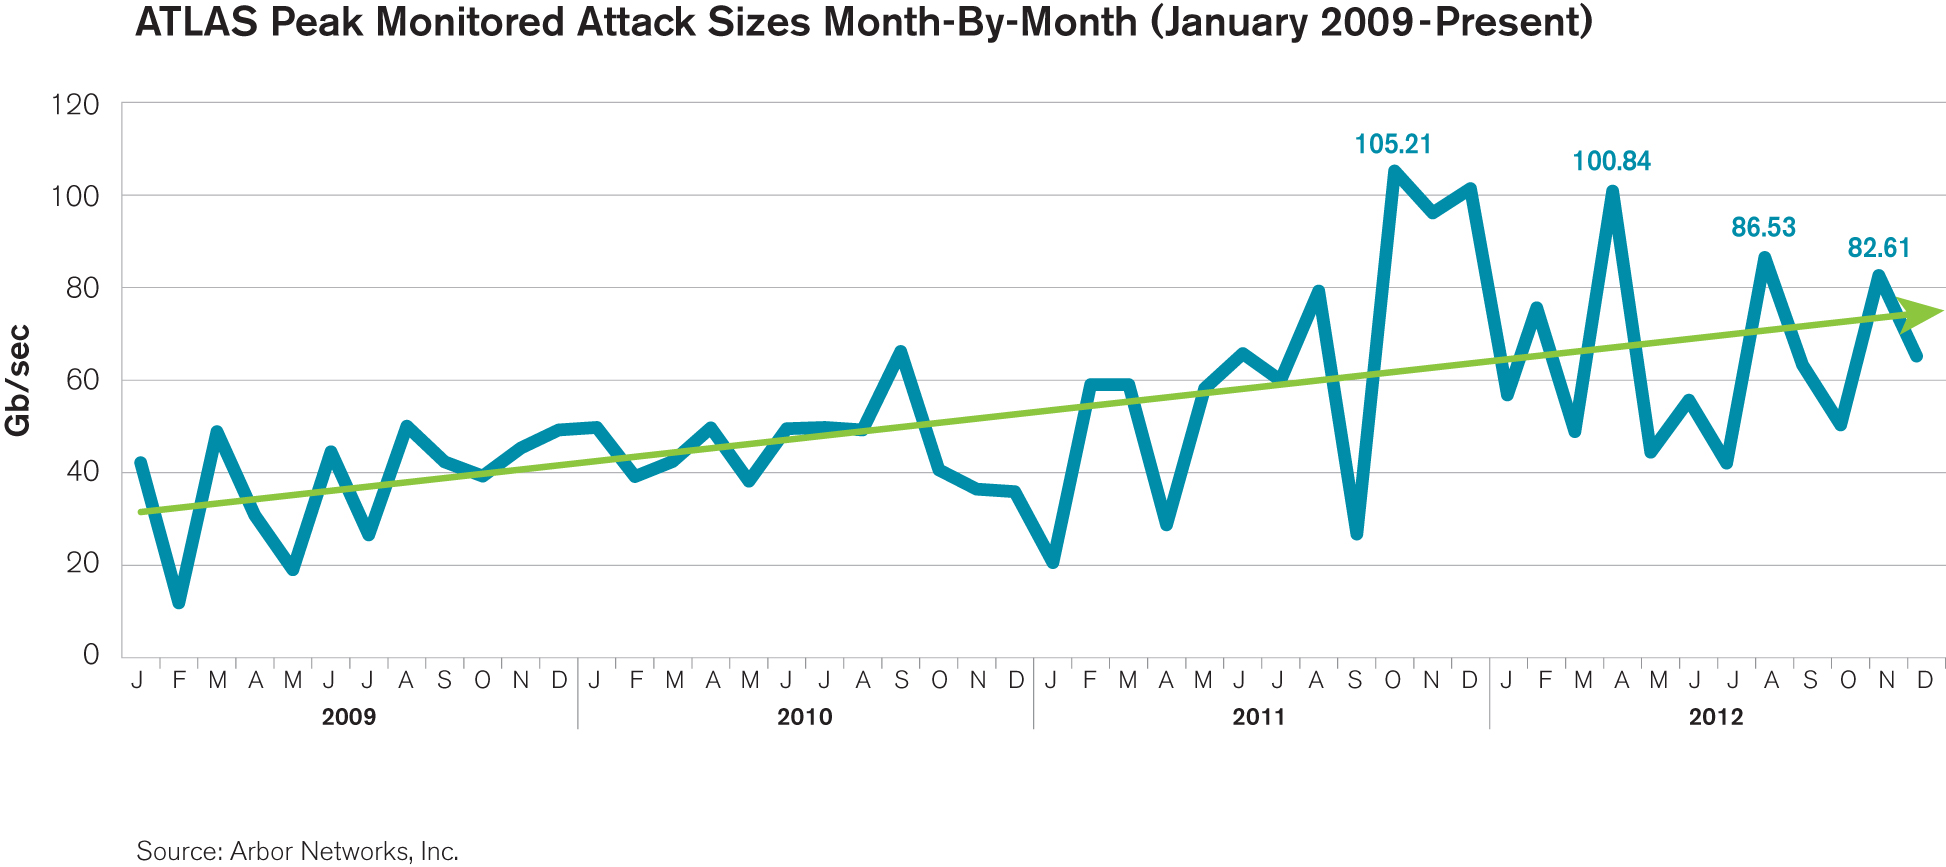 ATLAS Peak Monitored Attack Sizes Month-By-Month (January 2009-Present)
120
105.21
100.84
100
86.53
82.61
80
Gb/sec
60
40
20
0
J F M A M J J A S O N D J F M A M J J A S O N D J F M A M J J A S O N D J F M A M J J A S O N D
2009 2010 2011 2012
Source: Arbor Networks, Inc.